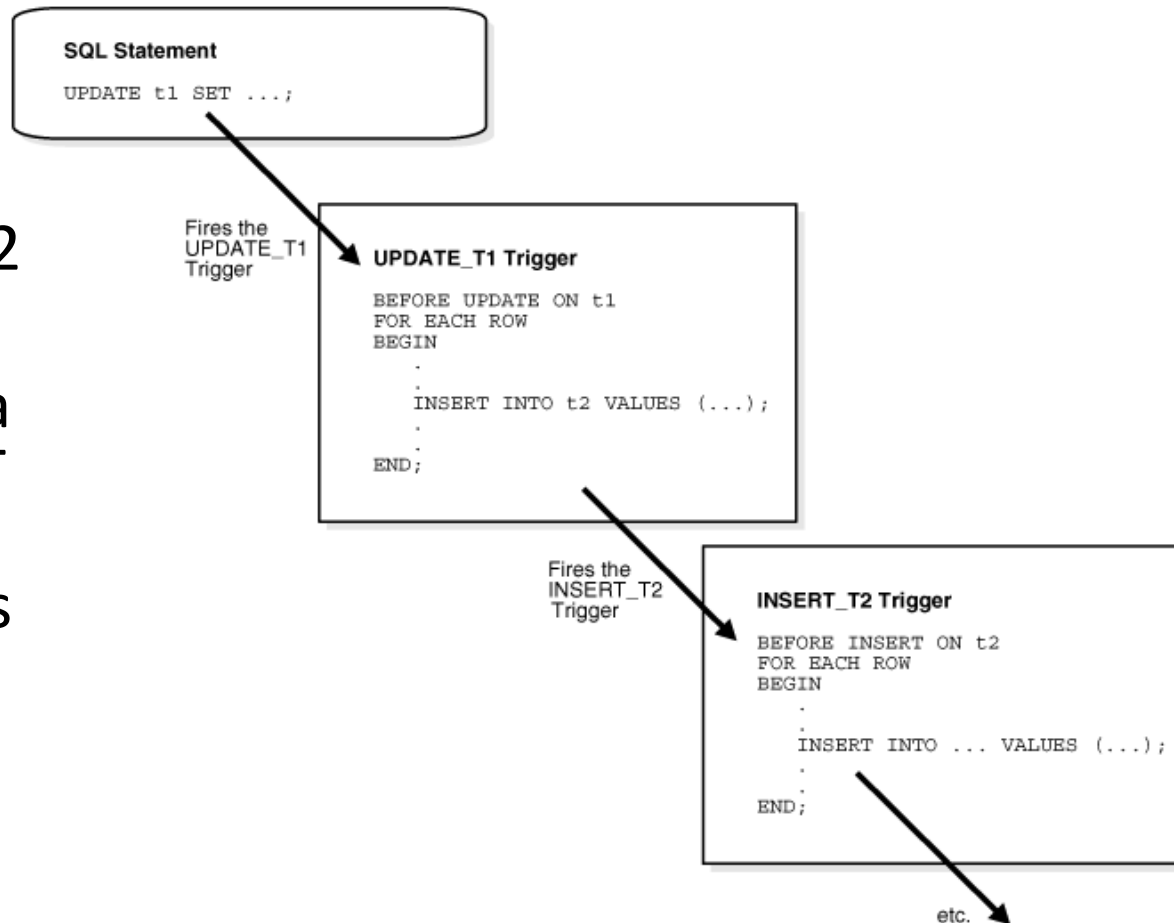 SQL Statement
UPDATE t1 SET ...;
2
a
s
Fires the
UPDATE_T1
Trigger
UPDATE_T1 Trigger
BEFORE UPDATE ON t1
FOR EACH ROW
BEGIN
.
.
INSERT INTO t2 VALUES (...);
.
.
END;
Fires the
INSERT_T2
Trigger
INSERT_T2 Trigger
BEFORE INSERT ON t2
FOR EACH ROW
BEGIN
.
.
INSERT INTO ... VALUES (...);
.
.
END;
etc.